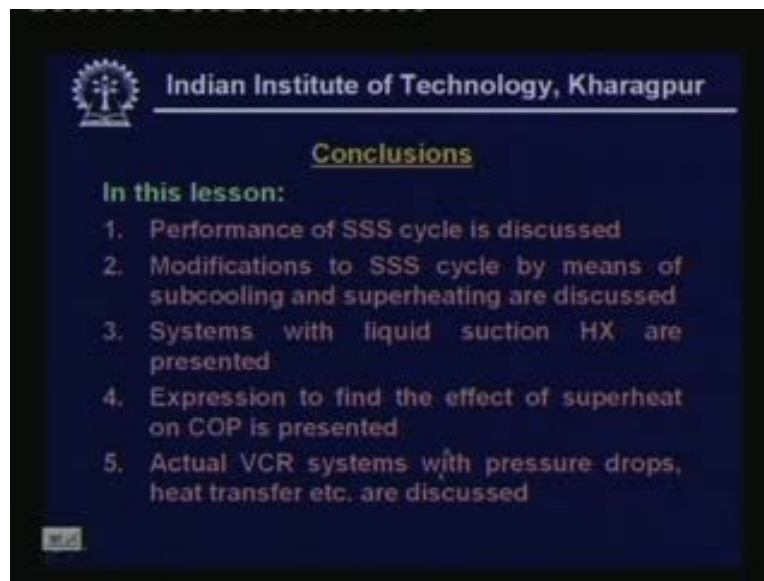 Indian Institute of Technology, Kharagpur
Conclusions
In this lesson:
1. Performance of SSS cycle is discussed
2. Modifications to SSS cycle by means of
subcooling and superheating are discussed
3. Systems with liquid suction HX are
presented
4. Expression to find the effect of superheat
on COP is presented
5. Actual VCR systems with pressure drops,
heat transfer etc. are discussed